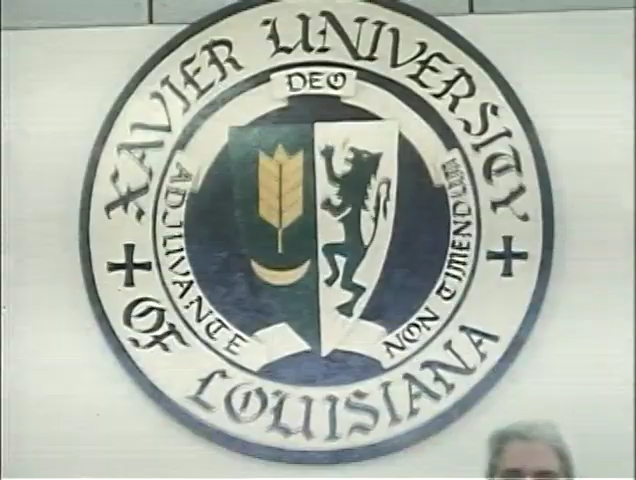 XAVIER UNIVERSITY
OF LOUISIANA
DEO
ADJUVANTE
NON TIMENDUM